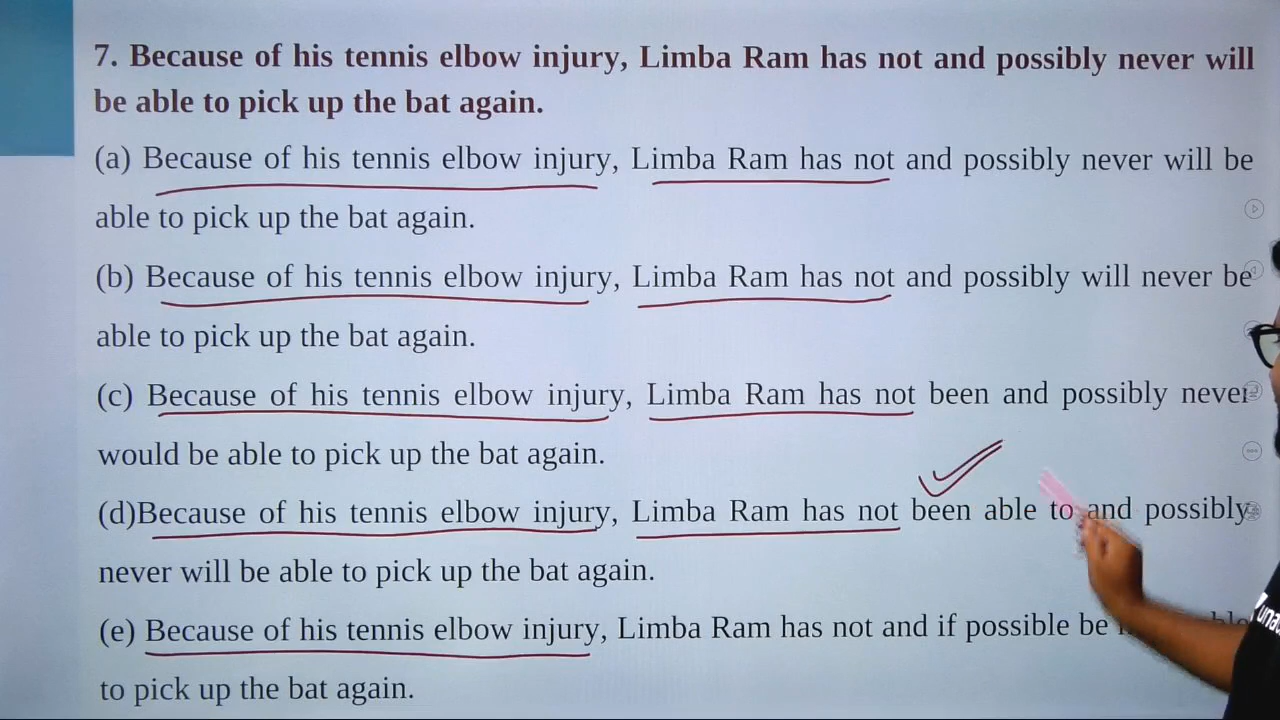 7. Because of his tennis elbow injury, Limba Ram has not and possibly never will
be able to pick up the bat again.
(a) Because of his tennis elbow injury, Limba Ram has not and possibly never will be
able to pick up the bat again.
(b) Because of his tennis elbow injury, Limba Ram has not and possibly will never be
able to pick up the bat again.
(c) Because of his tennis elbow injury, Limba Ram has not been and possibly never
would be able to pick up the bat again.
(d)Because of his tennis elbow injury, Limba Ram has not been able to and possibly
never will be able to pick up the bat again.
(e) Because of his tennis elbow injury, Limba Ram has not and if possible be
to pick up the bat again.